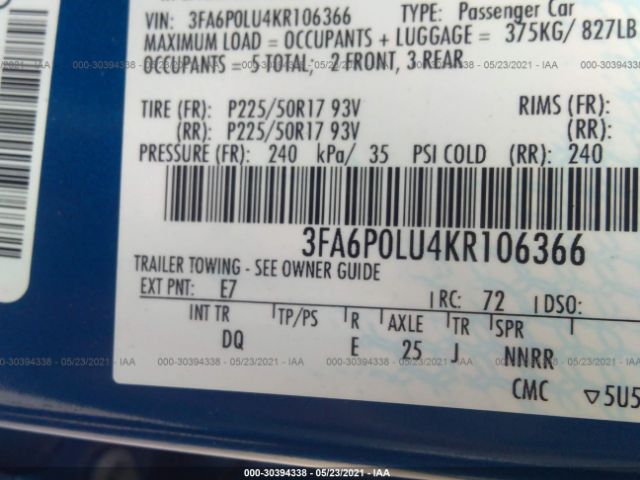 VIN: 3FA6P0LU4KR106366 TYPE: Passenger Car
MAXIMUM LOAD = OCCUPANTS + LUGGAGE = 375KG/ 827LB
OCCUPANTS = 5 TOTAL; 2 FRONT, 3 REAR
000-30394338 - 05/23/2021 - IAA
TIRE (FR): P225/50R17 93V RIMS (FR):
(RR): P225/50R17 93V (RR):
PRESSURE (FR): 240 kPa/ 35 PSI COLD (RR): 240
3FA6P0LU4KR106366
TRAILER TOWING - SEE OWNER GUIDE
EXT PNT: E7 RC: 72 DSO:
INT TR TP/PS R AXLE TR SPR
DQ E 25 J NNRR
CMC ▽5U5
000-30394338 - 05/23/2021 - IAA